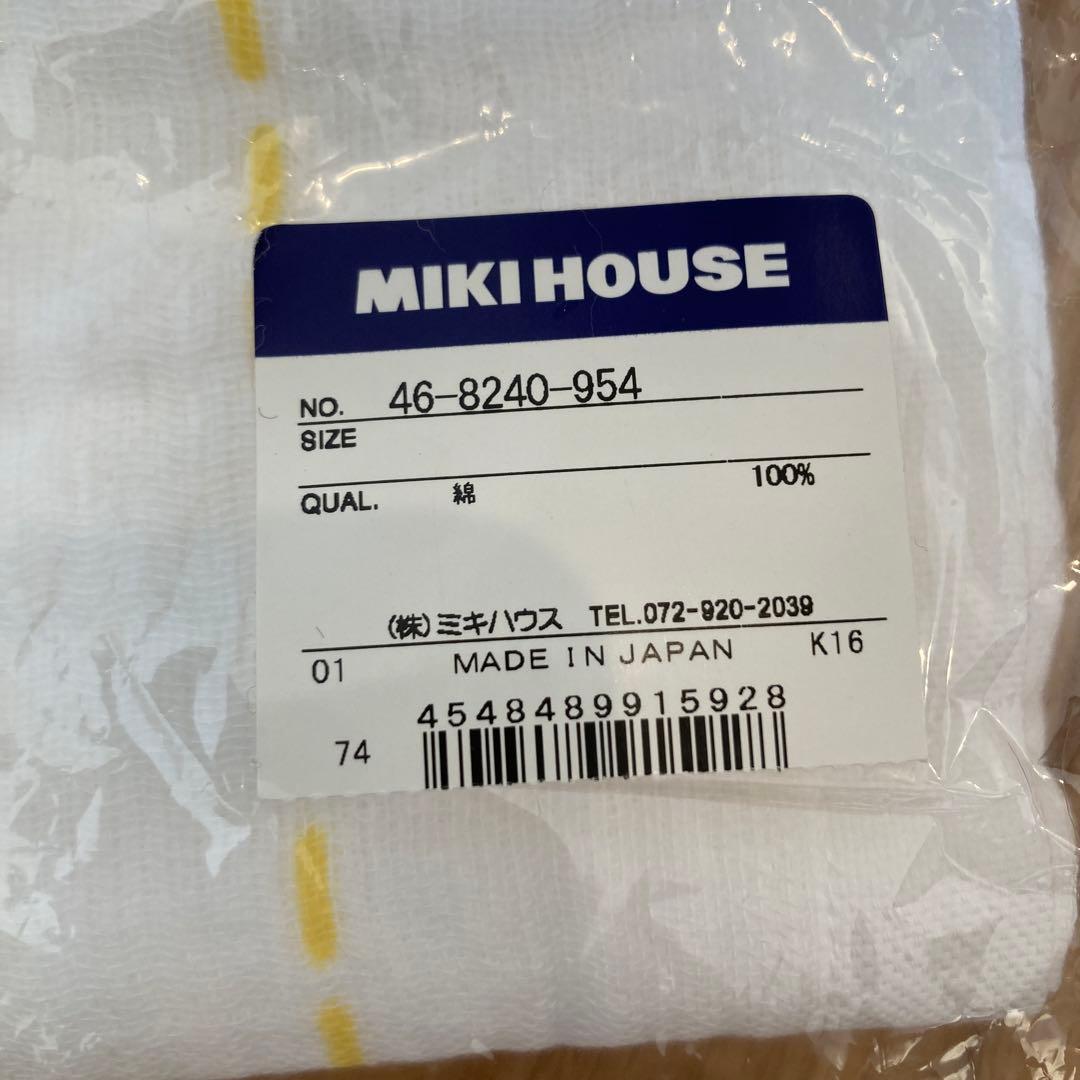 MIKI HOUSE
NO. 46-8240-954
SIZE
QUAL. 綿 100%
(株)ミキハウス TEL.072-920-2039
01 MADE IN JAPAN K16
4548489915928
74